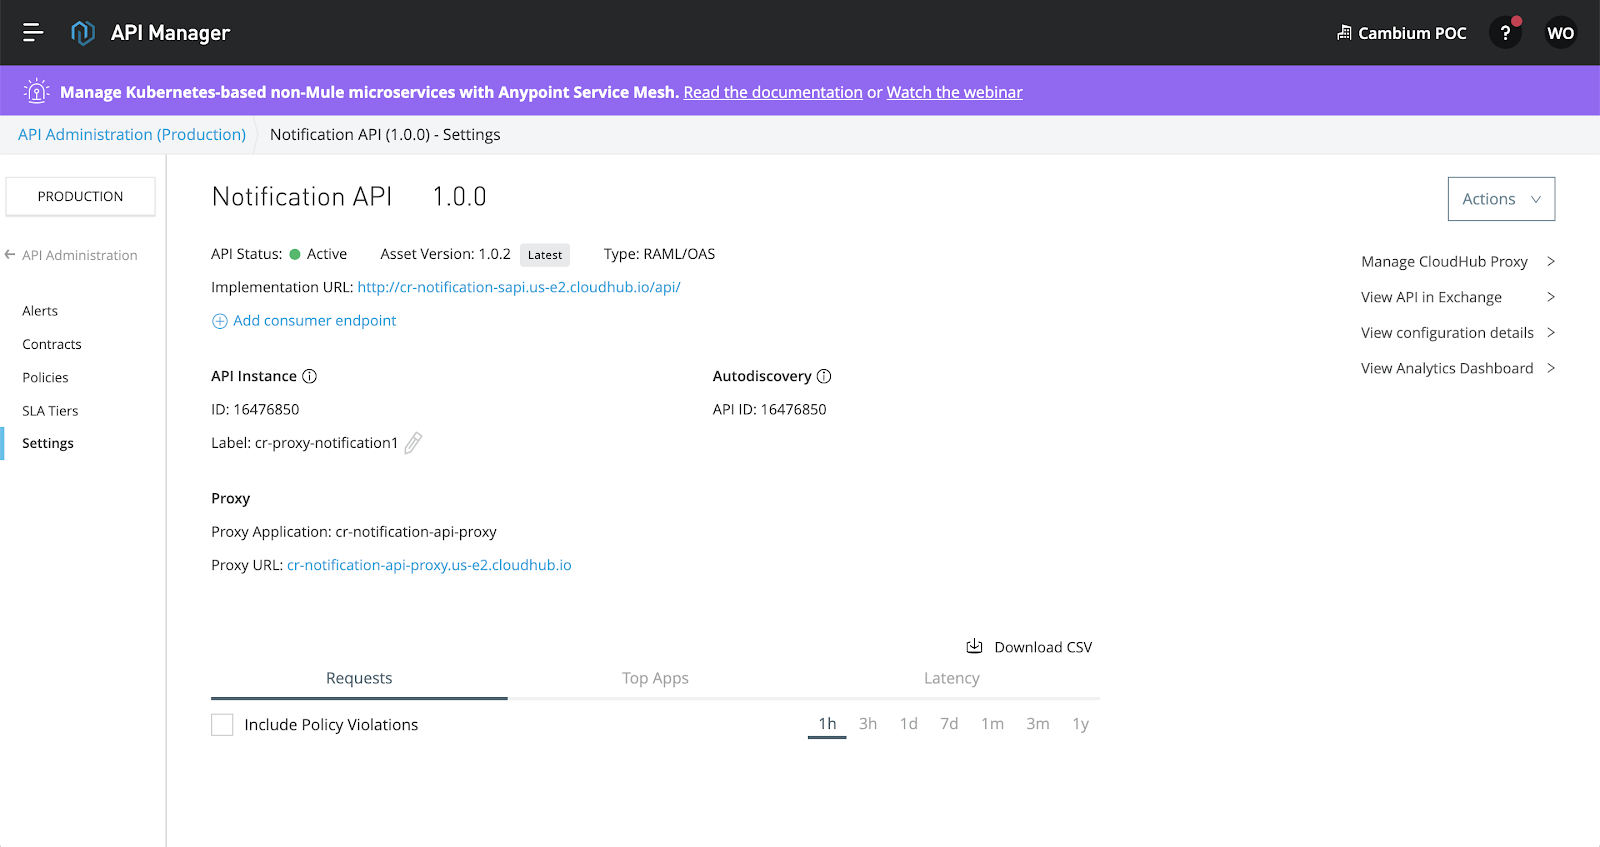 API Manager
Cambium POC
?
WO
Manage Kubernetes-based non-Mule microservices with Anypoint Service Mesh. Read the documentation or Watch the webinar
API Administration (Production)
Notification API (1.0.0) - Settings
PRODUCTION
API Administration
Alerts
Contracts
Policies
SLA Tiers
Settings
Notification API 1.0.0
Actions
API Status: Active Asset Version: 1.0.2 Latest Type: RAML/OAS
Implementation URL: http://cr-notification-sapi.us-e2.cloudhub.io/api/
Add consumer endpoint
Manage CloudHub Proxy
View API in Exchange
View configuration details
View Analytics Dashboard
API Instance
ID: 16476850
Label: cr-proxy-notification1
Autodiscovery
API ID: 16476850
Proxy
Proxy Application: cr-notification-api-proxy
Proxy URL: cr-notification-api-proxy.us-e2.cloudhub.io
Download CSV
Requests Top Apps Latency
Include Policy Violations
1h 3h 1d 7d 1m 3m 1y